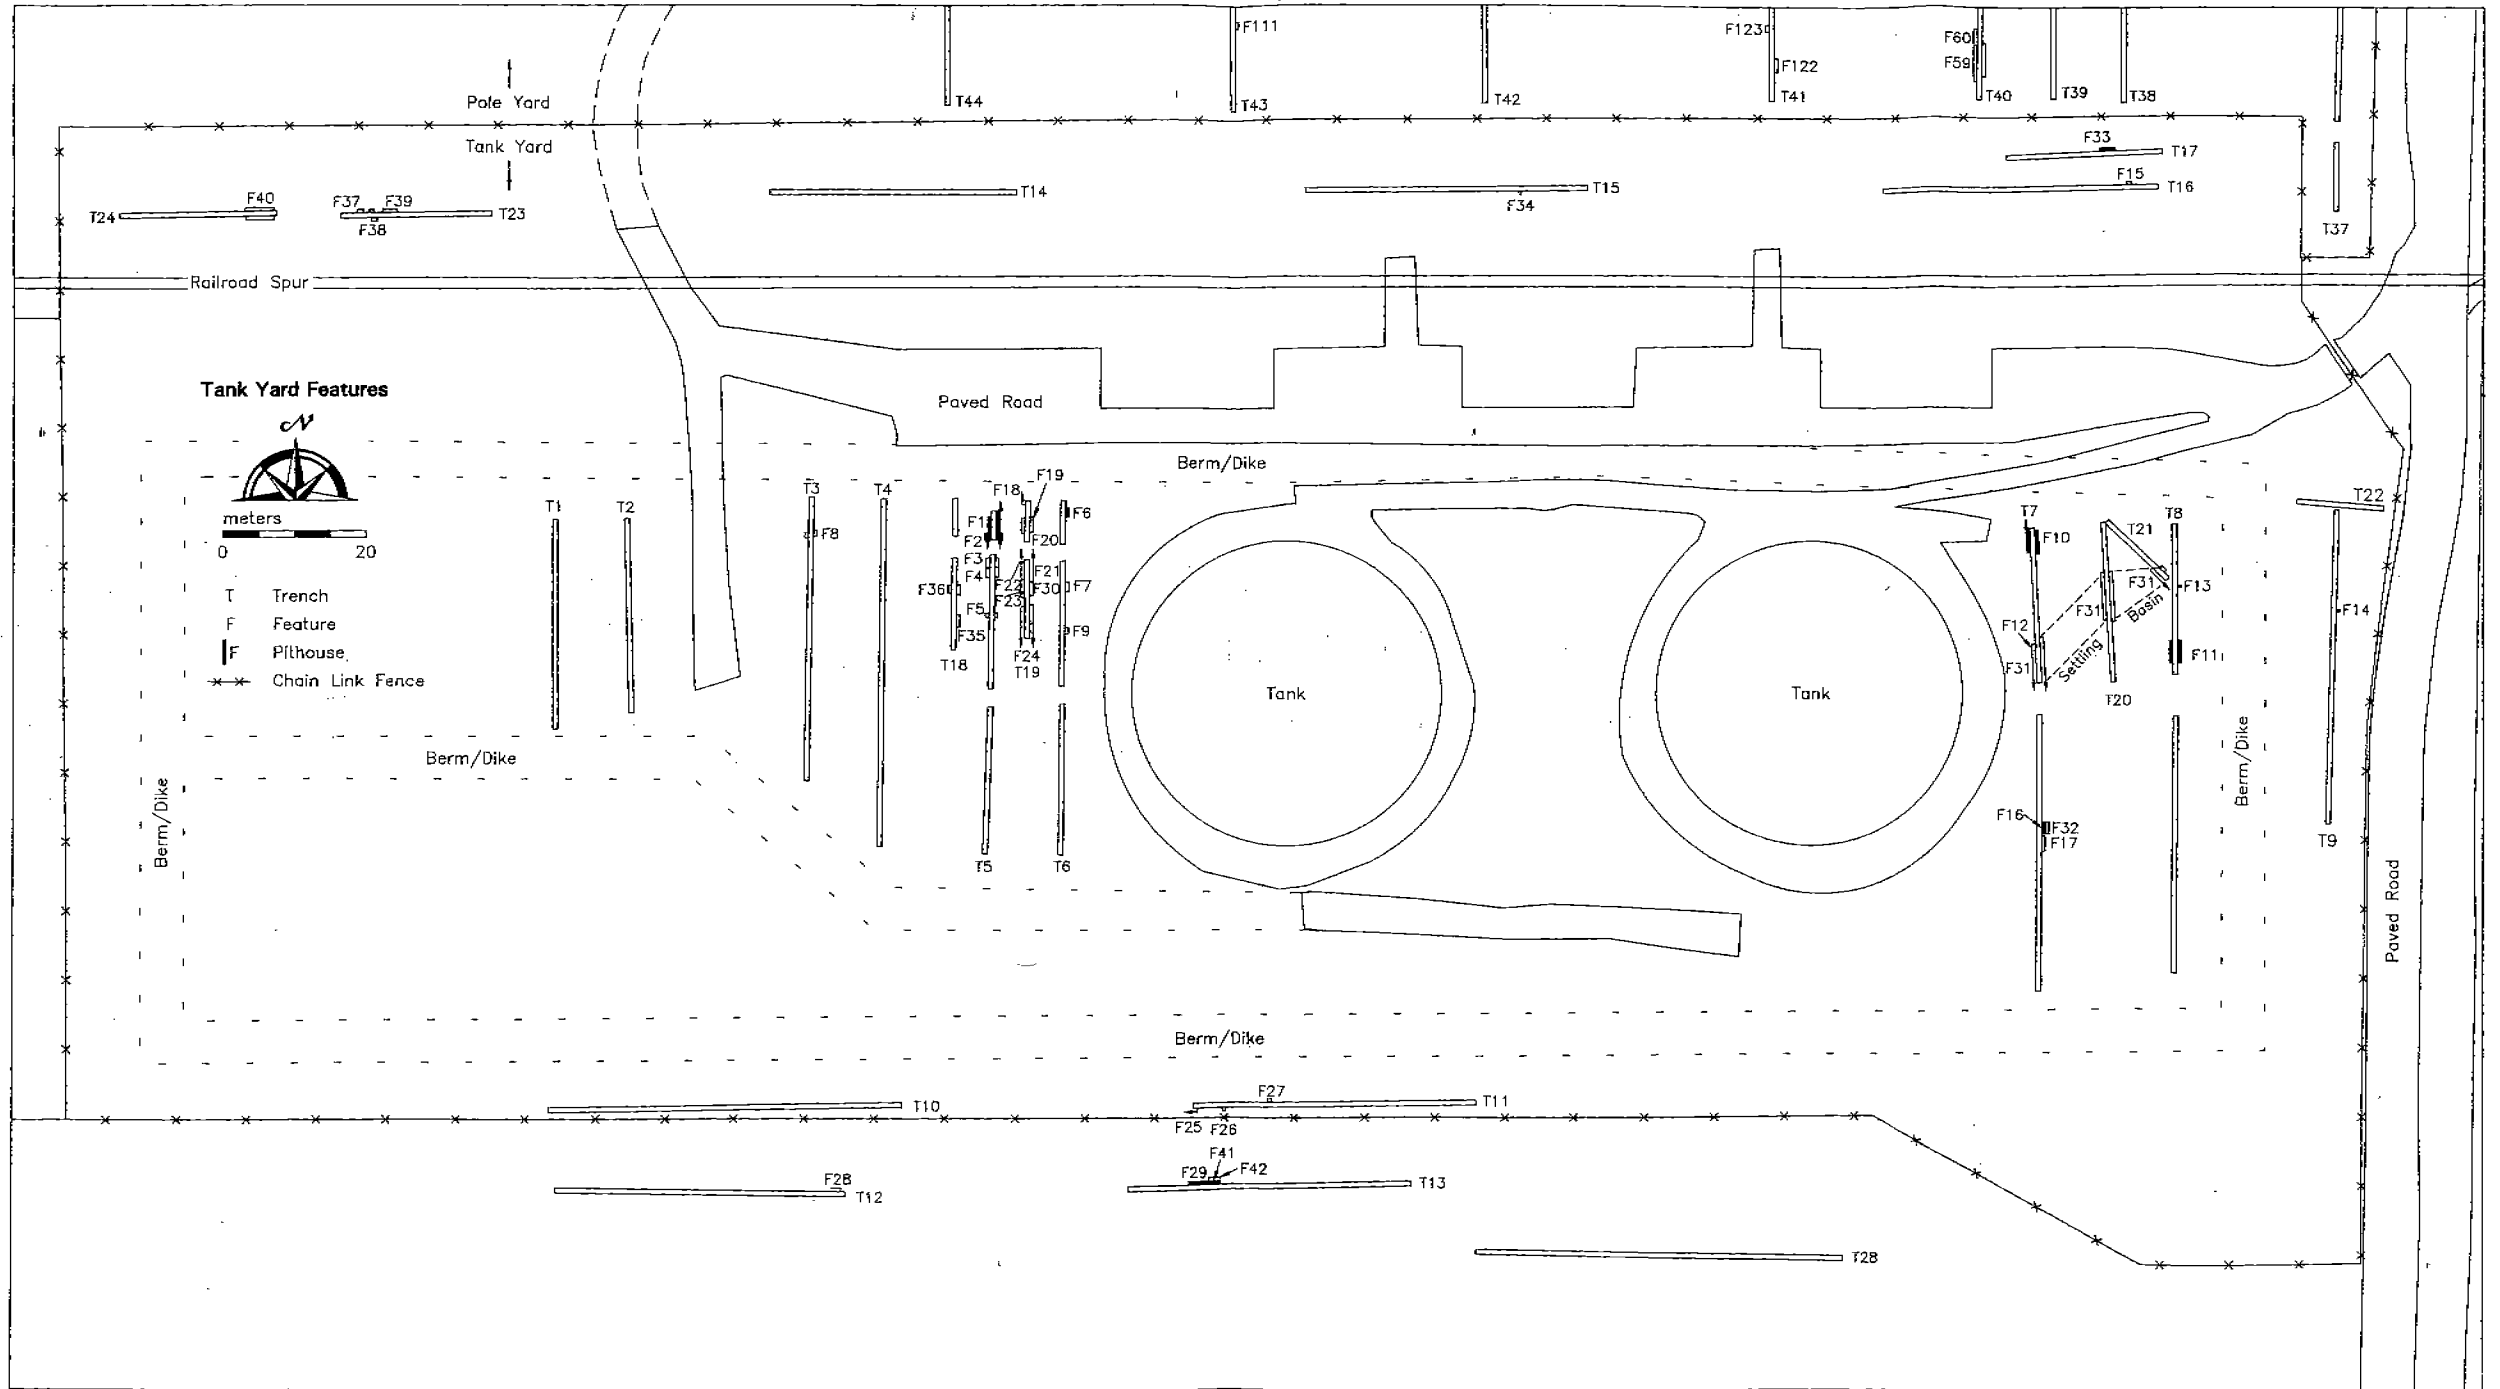 F111
F123
F122
F60
F59
T44
T43
T42
T41
T40
T39
T38
Pole Yard
Tank Yard
F33
T17
F15
T16
T14
T15
F34
T24
F40
F37
F39
F38
T23
T37
Railroad Spur
Tank Yard Features
N
meters
0 20
T Trench
F Feature
F Pithouse
Chain Link Fence
Paved Road
Berm/Dike
T1
T2
T3
T4
F8
F18
F19
F1
F2
F20
F6
F3
F4
F21
F22
F36
F30
F7
F23
F5
F35
F9
F24
T18
T19
T5
T6
Tank
Tank
T7
T21
T8
T22
F10
F31
F13
F31
Basin
F14
F12
F31
Settling
F11
T20
F16
F32
F17
T9
Berm/Dike
Berm/Dike
Berm/Dike
Paved Road
Berm/Dike
T10
F27
T11
F25
F26
F41
F29
F42
F28
T12
T13
T28